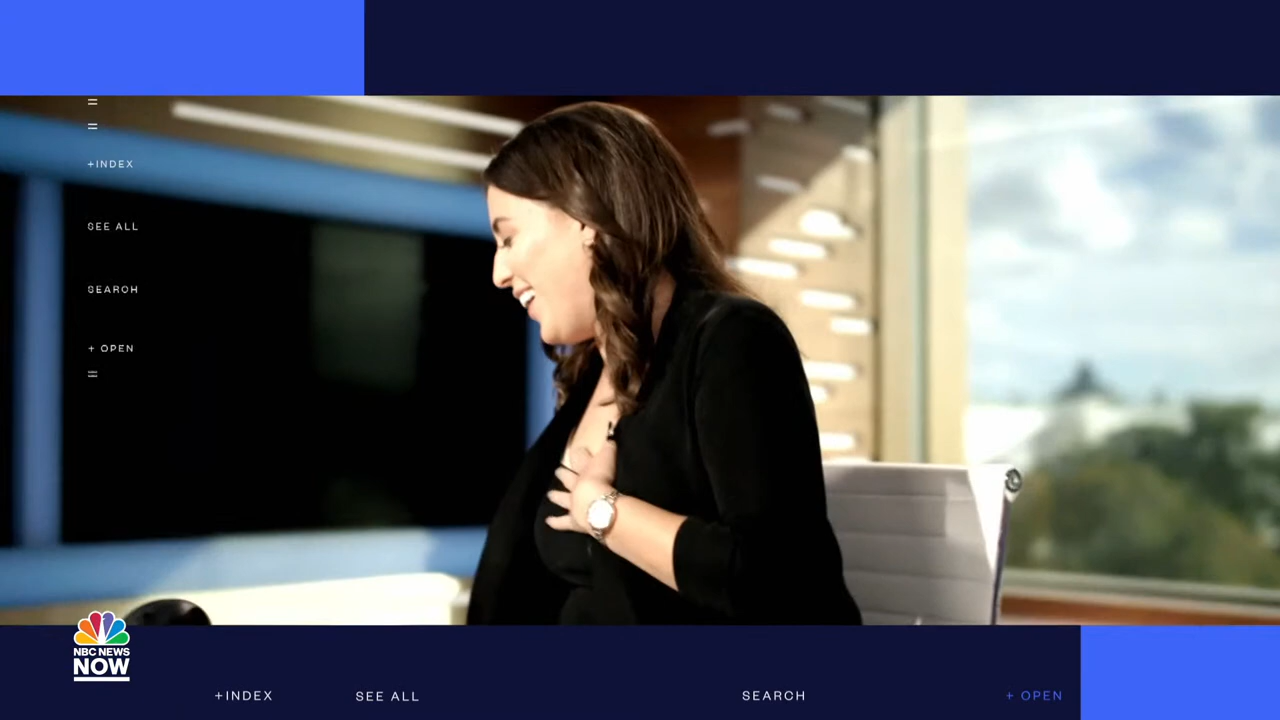 +INDEX
SEE ALL
SEARCH
+ OPEN
NBC NEWS
NOW
+INDEX
SEE ALL
SEARCH
+ OPEN